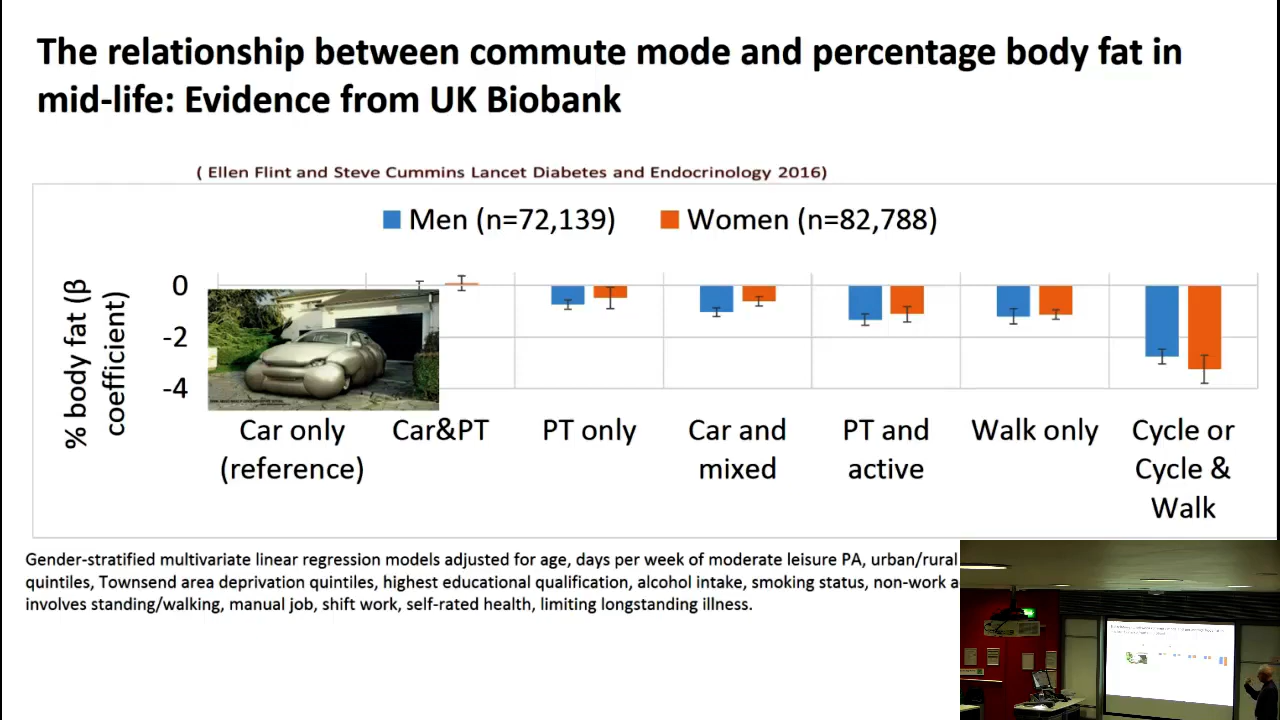 The relationship between commute mode and percentage body fat in
mid-life: Evidence from UK Biobank
( Ellen Flint and Steve Cummins Lancet Diabetes and Endocrinology 2016)
Men (n=72,139)
Women (n=82,788)
% body fat (β
coefficient)
0
-2
-4
Car only
(reference)
Car&PT
PT only
Car and
mixed
PT and
active
Walk only
Cycle or
Cycle &
Walk
Gender-stratified multivariate linear regression models adjusted for age, days per week of moderate leisure PA, urban/rural
quintiles, Townsend area deprivation quintiles, highest educational qualification, alcohol intake, smoking status, non-work a
involves standing/walking, manual job, shift work, self-rated health, limiting longstanding illness.